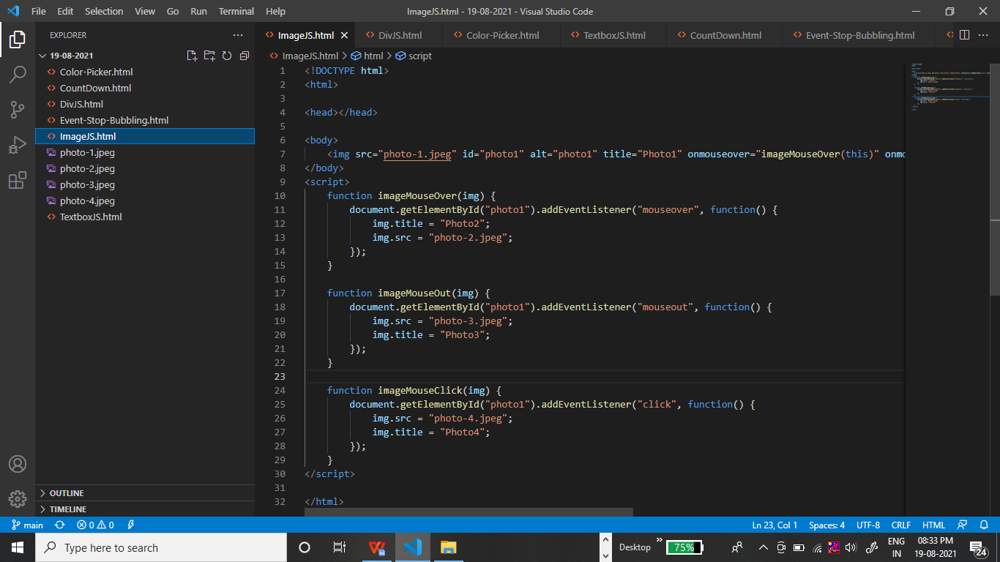 File Edit Selection View Go Run Terminal Help ImageJS.html - 19-08-2021 - Visual Studio Code
EXPLORER
19-08-2021
Color-Picker.html
CountDown.html
DivJS.html
Event-Stop-Bubbling.html
ImageJS.html
photo-1.jpeg
photo-2.jpeg
photo-3.jpeg
photo-4.jpeg
TextboxJS.html
OUTLINE
TIMELINE
ImageJS.html DivJS.html Color-Picker.html TextboxJS.html CountDown.html Event-Stop-Bubbling.html
ImageJS.html > html > script
1 <!DOCTYPE html>
2 <html>
3
4 <head></head>
5
6 <body>
7     <img src="photo-1.jpeg" id="photo1" alt="photo1" title="Photo1" onmouseover="imageMouseOver(this)" onmo
8 </body>
9 <script>
10     function imageMouseOver(img) {
11         document.getElementById("photo1").addEventListener("mouseover", function() {
12             img.title = "Photo2";
13             img.src = "photo-2.jpeg";
14         });
15     }
16
17     function imageMouseOut(img) {
18         document.getElementById("photo1").addEventListener("mouseout", function() {
19             img.src = "photo-3.jpeg";
20             img.title = "Photo3";
21         });
22     }
23
24     function imageMouseClick(img) {
25         document.getElementById("photo1").addEventListener("click", function() {
26             img.src = "photo-4.jpeg";
27             img.title = "Photo4";
28         });
29     }
30 </script>
31
32 </html>
main 0 0 Ln 23, Col 1 Spaces: 4 UTF-8 CRLF HTML
Type here to search Desktop 75% ENG IN 08:33 PM 19-08-2021 24